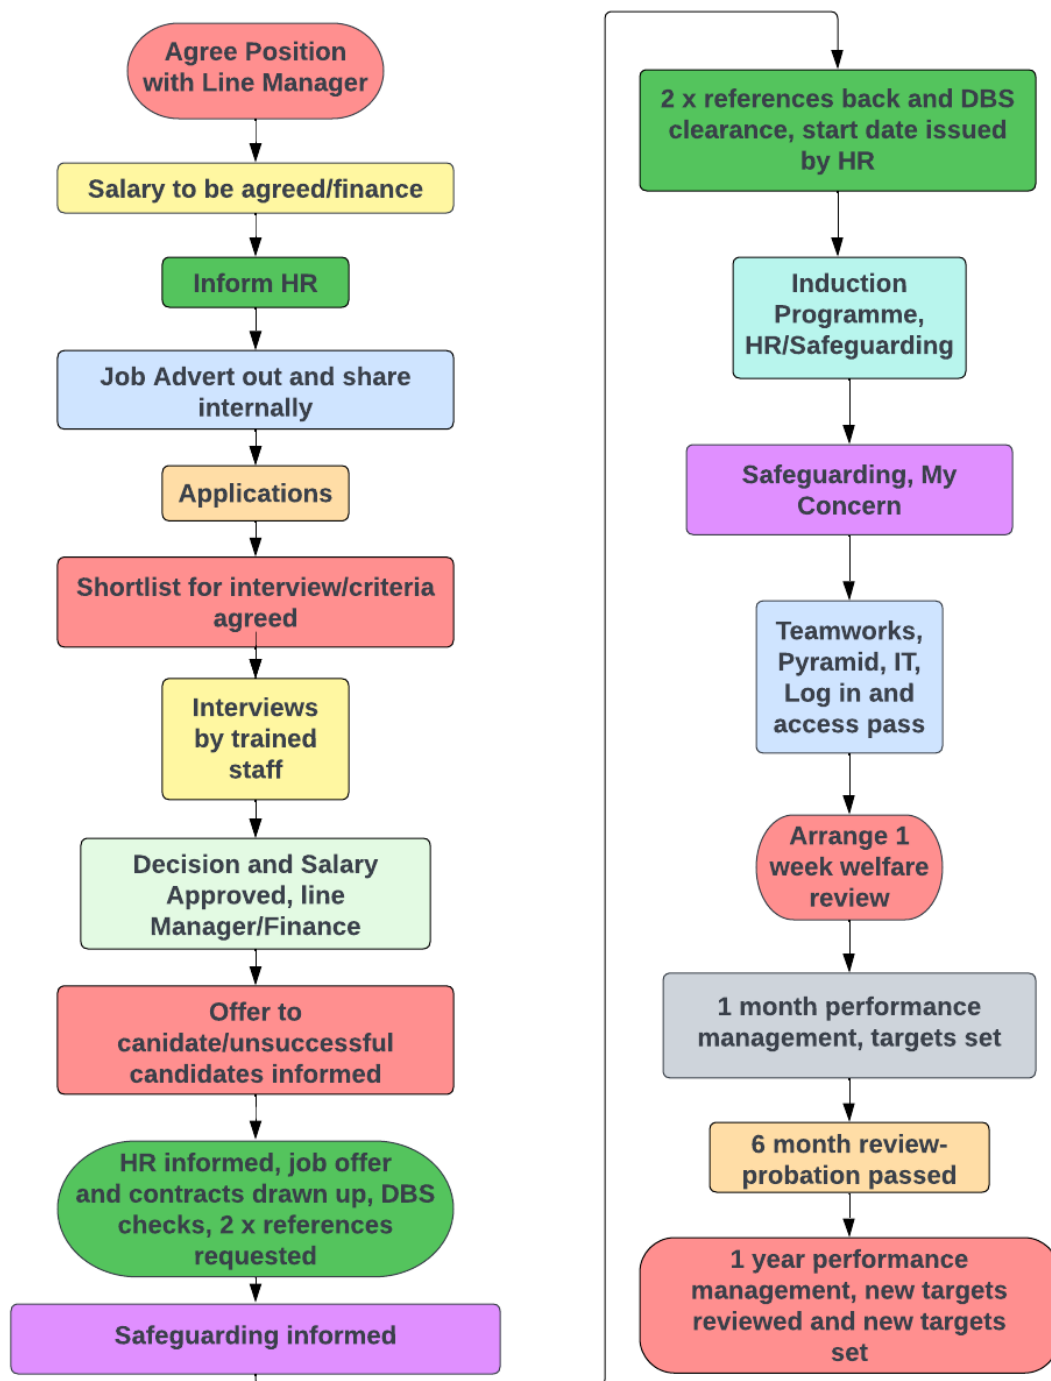 Agree Position
with Line Manager
Salary to be agreed/finance
Inform HR
Job Advert out and share
internally
Applications
Shortlist for interview/criteria
agreed
Interviews
by trained
staff
Decision and Salary
Approved, line
Manager/Finance
Offer to
canidate/unsuccessful
candidates informed
HR informed, job offer
and contracts drawn up, DBS
checks, 2 x references
requested
Safeguarding informed
2 x references back and DBS
clearance, start date issued
by HR
Induction
Programme,
HR/Safeguarding
Safeguarding, My
Concern
Teamworks,
Pyramid, IT,
Log in and
access pass
Arrange 1
week welfare
review
1 month performance
management, targets set
6 month review-
probation passed
1 year performance
management, new targets
reviewed and new targets
set